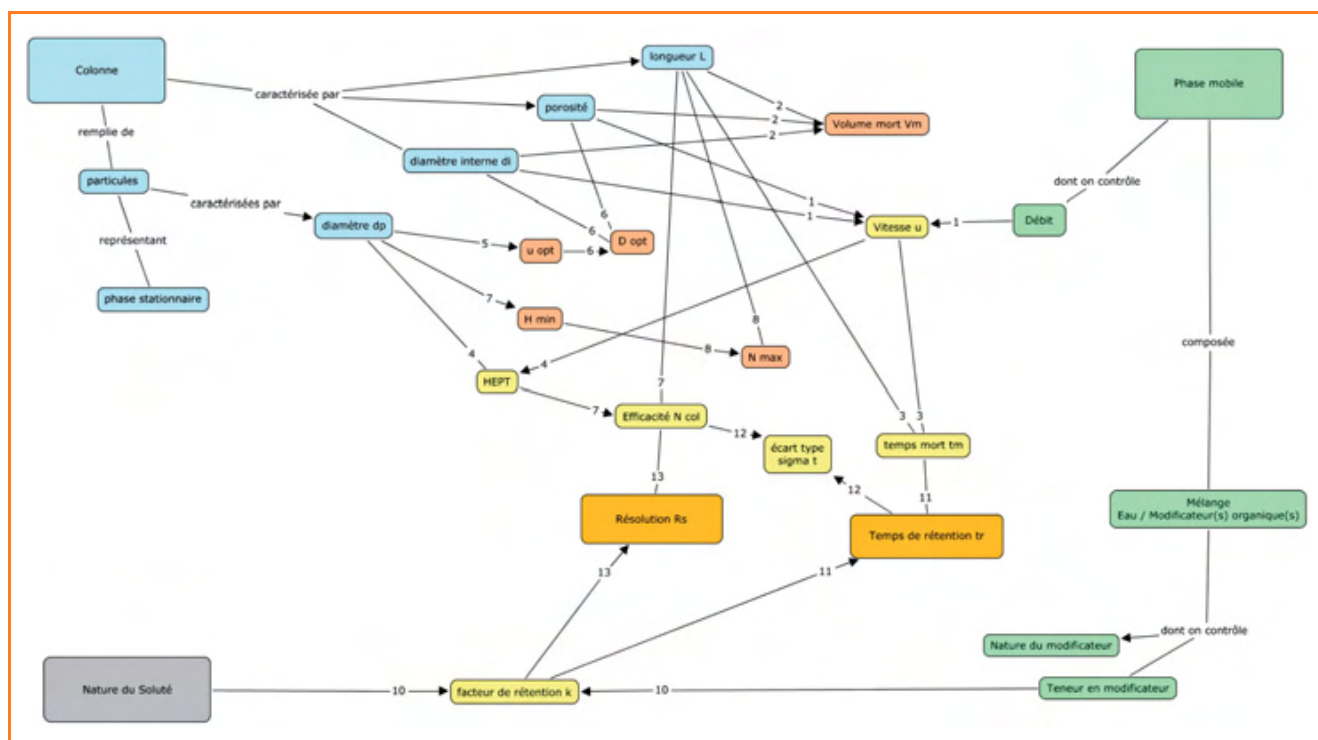 longueur L
Colonne
Phase mobile
caractérisée par
porosité
2
2
2
Volume mort Vm
remplie de
diamètre interne di
particules
dont on contrôle
caractérisées par
1
1
diamètre dp
6
Vitesse u
1
Débit
représentant
5
u opt
6
6
D opt
phase stationnaire
7
H min
8
composée
8
N max
4
4
HEPT
7
7
Efficacité N col
3
3
12
écart type
sigma t
temps mort tm
13
12
11
Résolution Rs
Temps de rétention tr
Mélange
Eau / Modificateur(s) organique(s)
13
11
dont on contrôle
Nature du modificateur
Nature du Soluté
10
facteur de rétention k
10
Teneur en modificateur